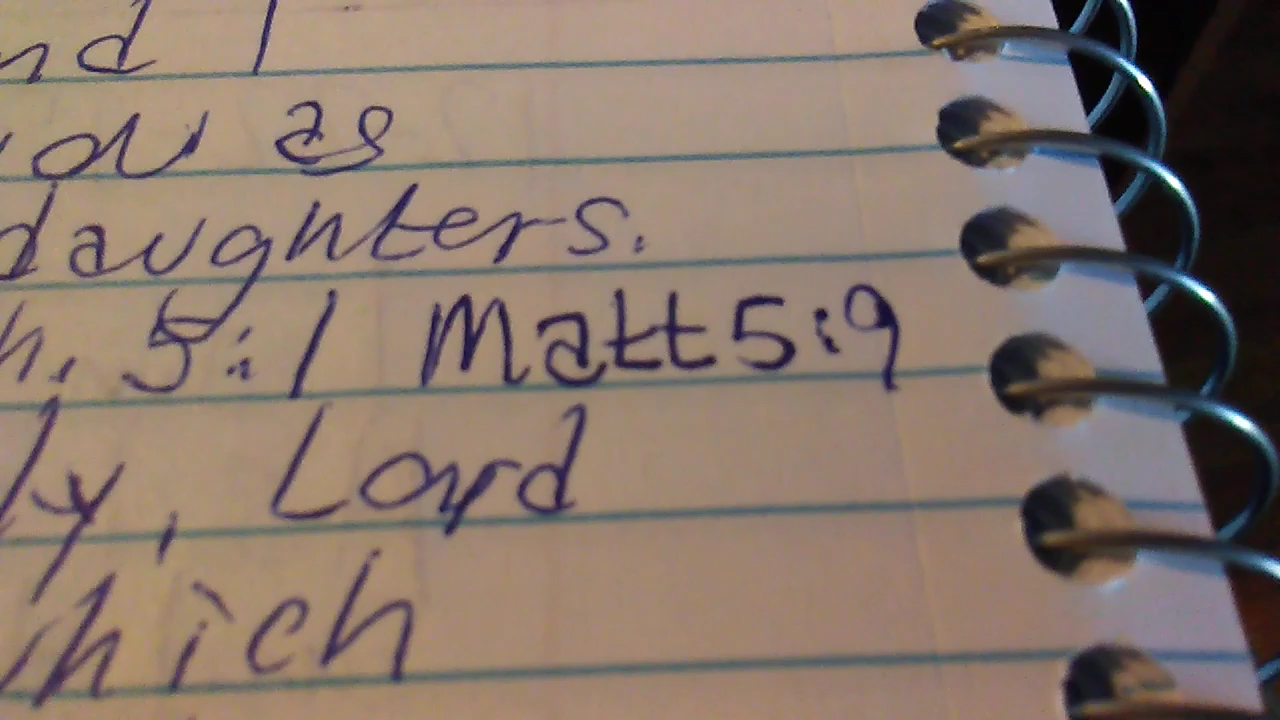 nd I
ou as
daughters.
h. 5:1 Matt 5:9
ly, Lord
hich